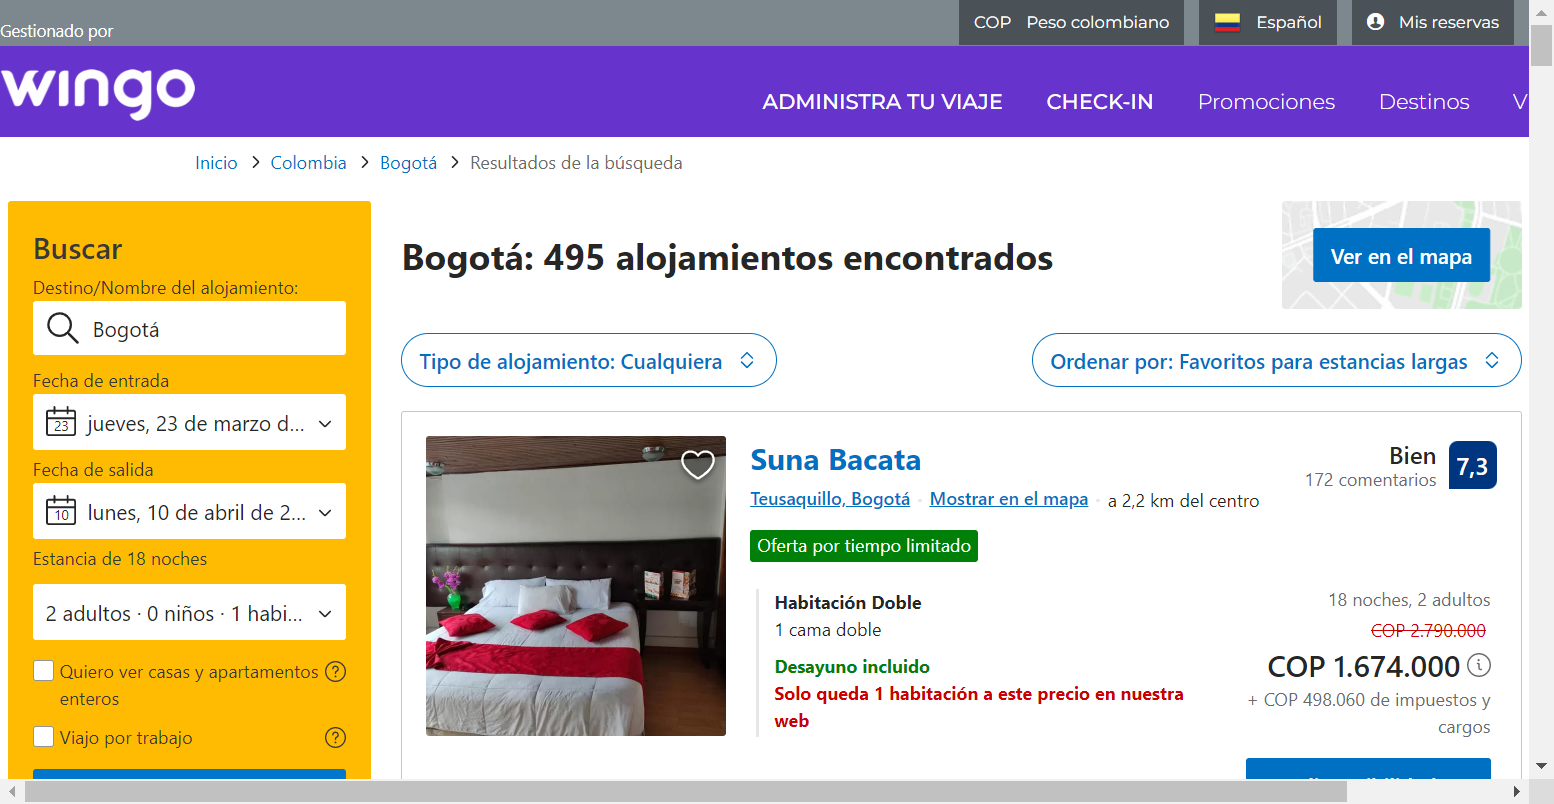 Gestionado por
COP Peso colombiano
Español
Mis reservas
wingo
ADMINISTRA TU VIAJE
CHECK-IN
Promociones
Destinos
V
Inicio > Colombia > Bogotá > Resultados de la búsqueda
Buscar
Destino/Nombre del alojamiento:
Bogotá
Fecha de entrada
23
jueves, 23 de marzo d...
Fecha de salida
10
lunes, 10 de abril de 2...
Estancia de 18 noches
2 adultos · 0 niños · 1 habi...
Quiero ver casas y apartamentos
enteros
Viajo por trabajo
Bogotá: 495 alojamientos encontrados
Ver en el mapa
Tipo de alojamiento: Cualquiera
Ordenar por: Favoritos para estancias largas
Suna Bacata
Bien
172 comentarios
7,3
Teusaquillo, Bogotá
Mostrar en el mapa
a 2,2 km del centro
Oferta por tiempo limitado
Habitación Doble
1 cama doble
Desayuno incluido
Solo queda 1 habitación a este precio en nuestra
web
18 noches, 2 adultos
COP 2.790.000
COP 1.674.000
+ COP 498.060 de impuestos y
cargos